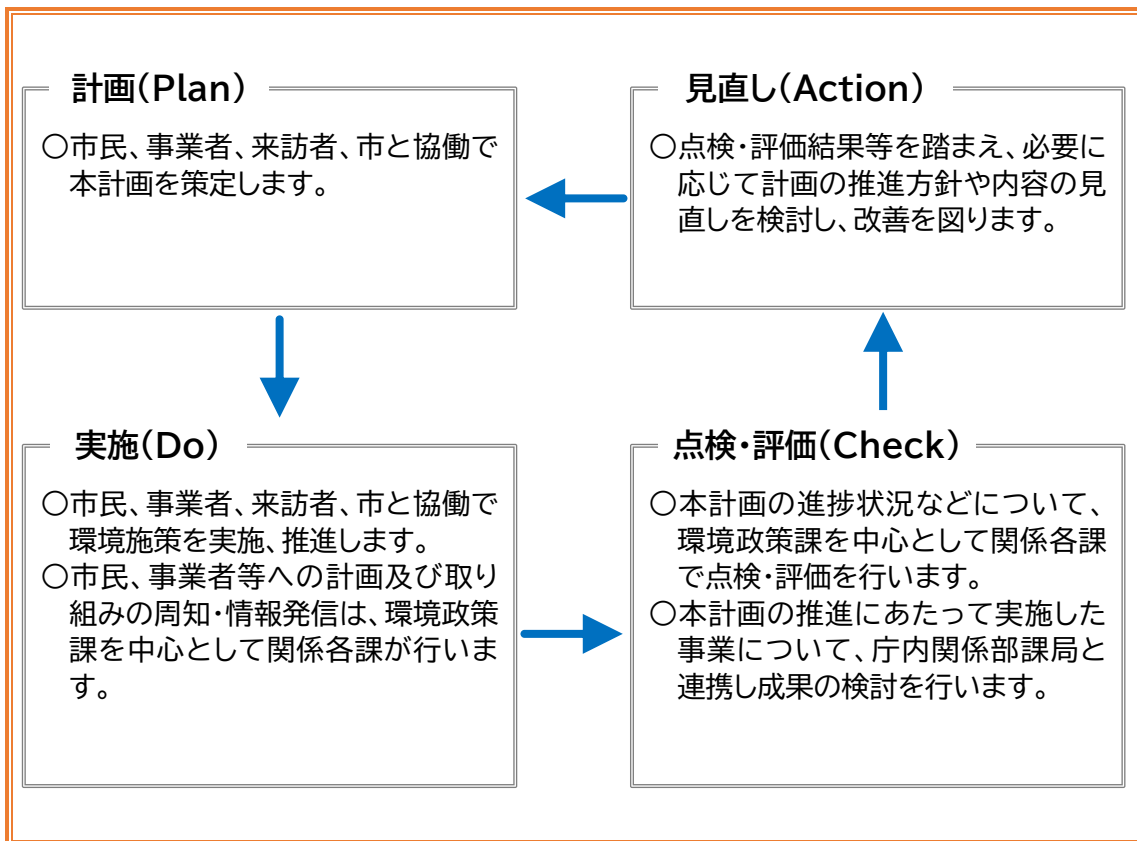 計画(Plan)
○市民、事業者、来訪者、市と協働で
本計画を策定します。
見直し(Action)
○点検・評価結果等を踏まえ、必要に
応じて計画の推進方針や内容の見
直しを検討し、改善を図ります。
実施(Do)
○市民、事業者、来訪者、市と協働で
環境施策を実施、推進します。
○市民、事業者等への計画及び取り
組みの周知・情報発信は、環境政策
課を中心として関係各課が行いま
す。
点検・評価(Check)
○本計画の進捗状況などについて、
環境政策課を中心として関係各課
で点検・評価を行います。
○本計画の推進にあたって実施した
事業について、庁内関係部課局と
連携し成果の検討を行います。